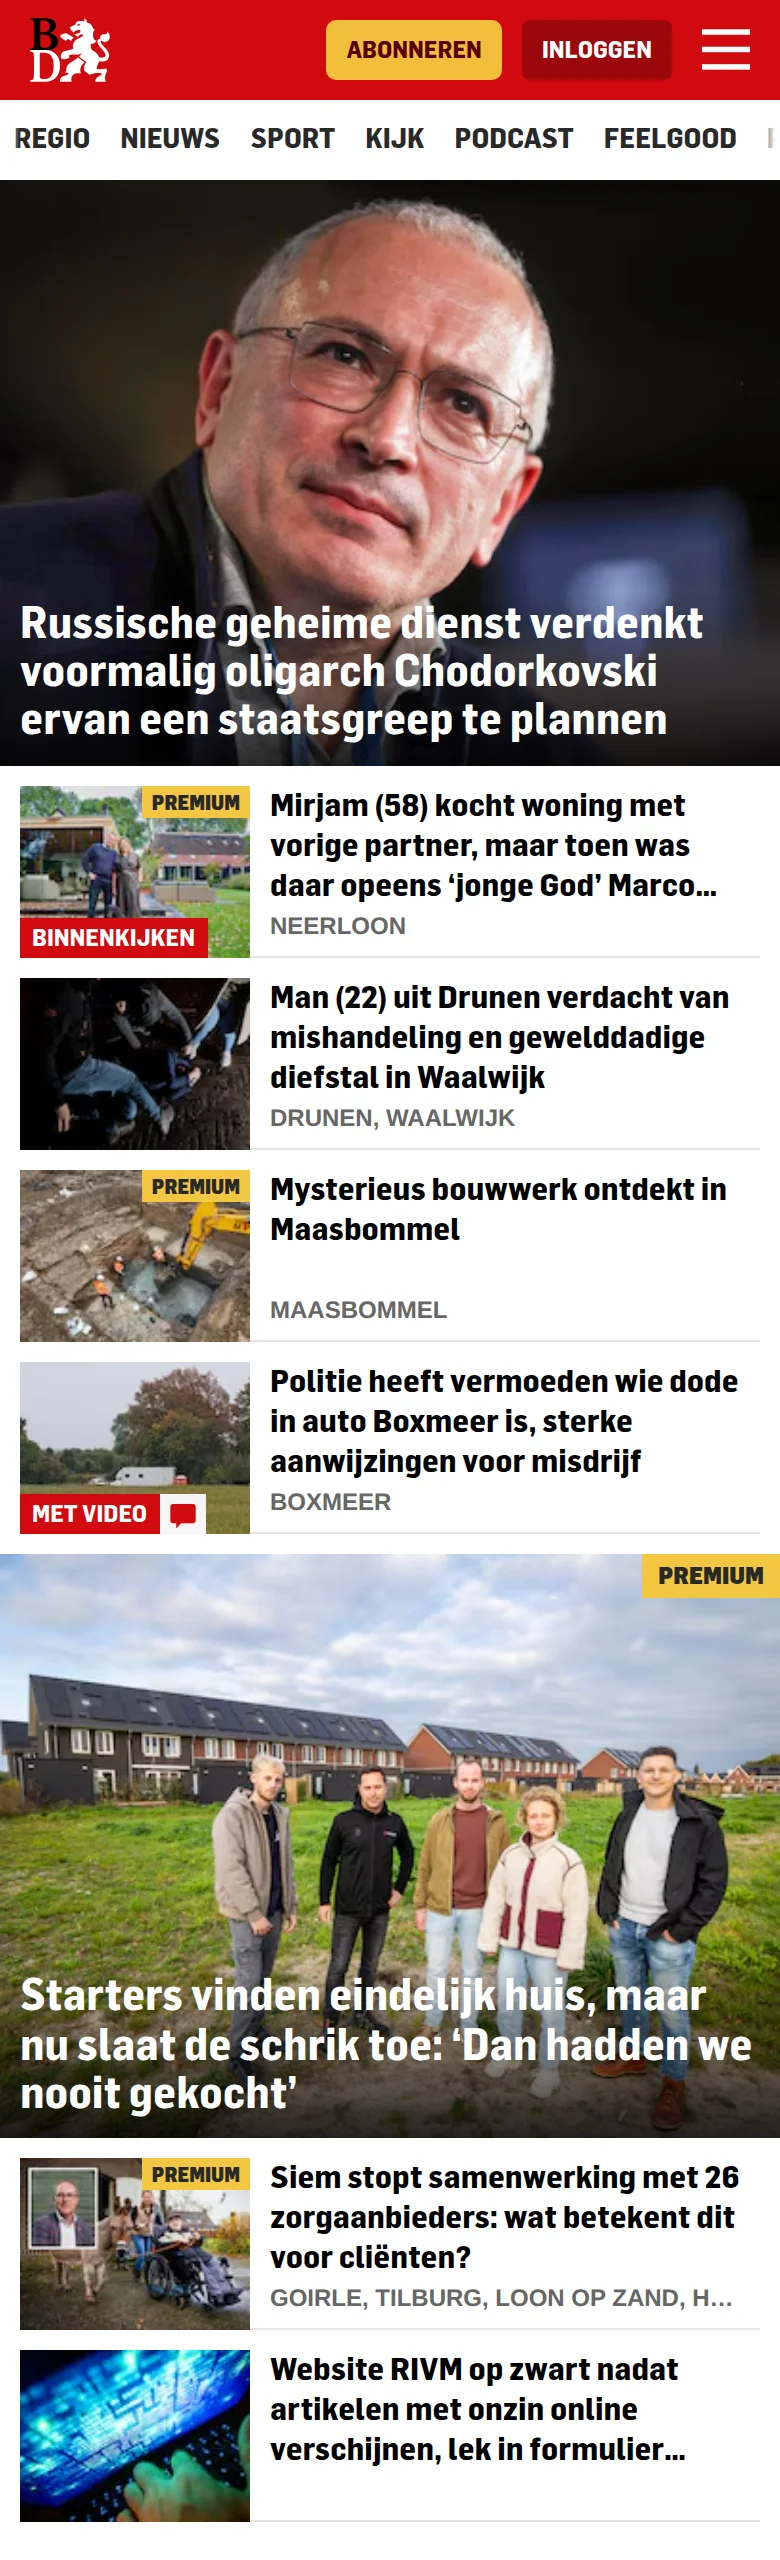 BD
ABONNEREN
INLOGGEN
REGIO NIEUWS SPORT KIJK PODCAST FEELGOOD
Russische geheime dienst verdenkt
voormalig oligarch Chodorkovski
ervan een staatsgreep te plannen
PREMIUM
BINNENKIJKEN
Mirjam (58) kocht woning met
vorige partner, maar toen was
daar opeens ‘jonge God’ Marco...
NEERLOON
Man (22) uit Drunen verdacht van
mishandeling en gewelddadige
diefstal in Waalwijk
DRUNEN, WAALWIJK
PREMIUM
Mysterieus bouwwerk ontdekt in
Maasbommel
MAASBOMMEL
Politie heeft vermoeden wie dode
in auto Boxmeer is, sterke
aanwijzingen voor misdrijf
MET VIDEO
BOXMEER
PREMIUM
Starters vinden eindelijk huis, maar
nu slaat de schrik toe: ‘Dan hadden we
nooit gekocht’
PREMIUM
Siem stopt samenwerking met 26
zorgaanbieders: wat betekent dit
voor cliënten?
GOIRLE, TILBURG, LOON OP ZAND, H...
Website RIVM op zwart nadat
artikelen met onzin online
verschijnen, lek in formulier...